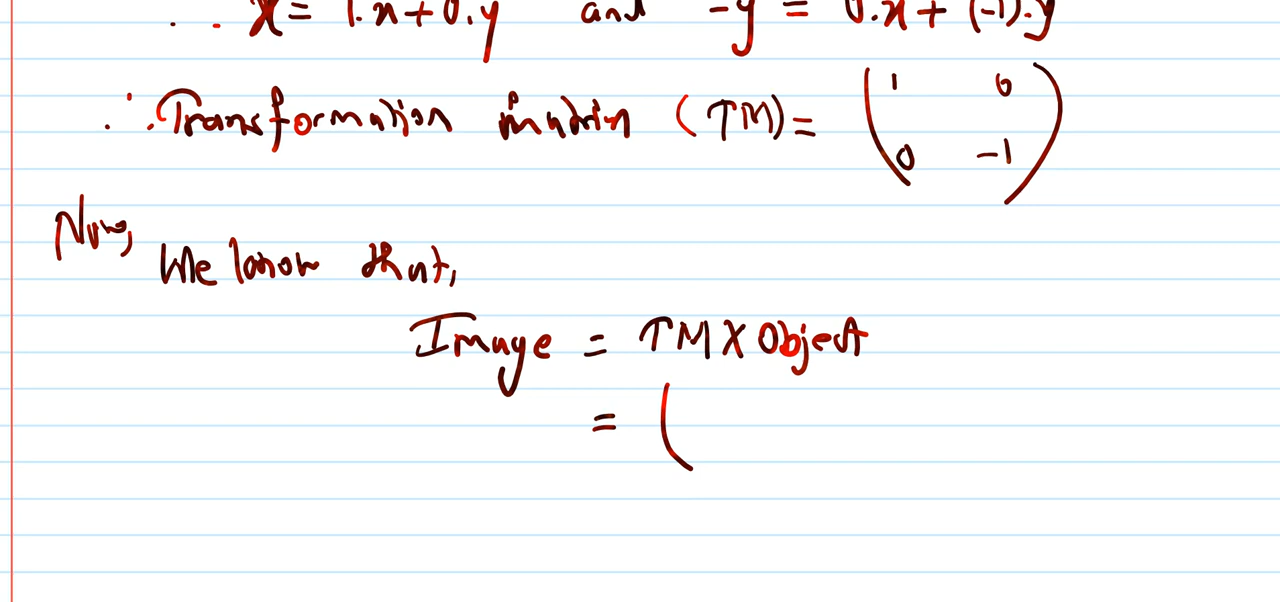 ∴ x = 1.x+0.y and -y = 0.x+(-1).y
∴ Transformation matrix (TM) = ( 1 0
0 -1 )
Now,
We know that,
Image = TM X Object
= (